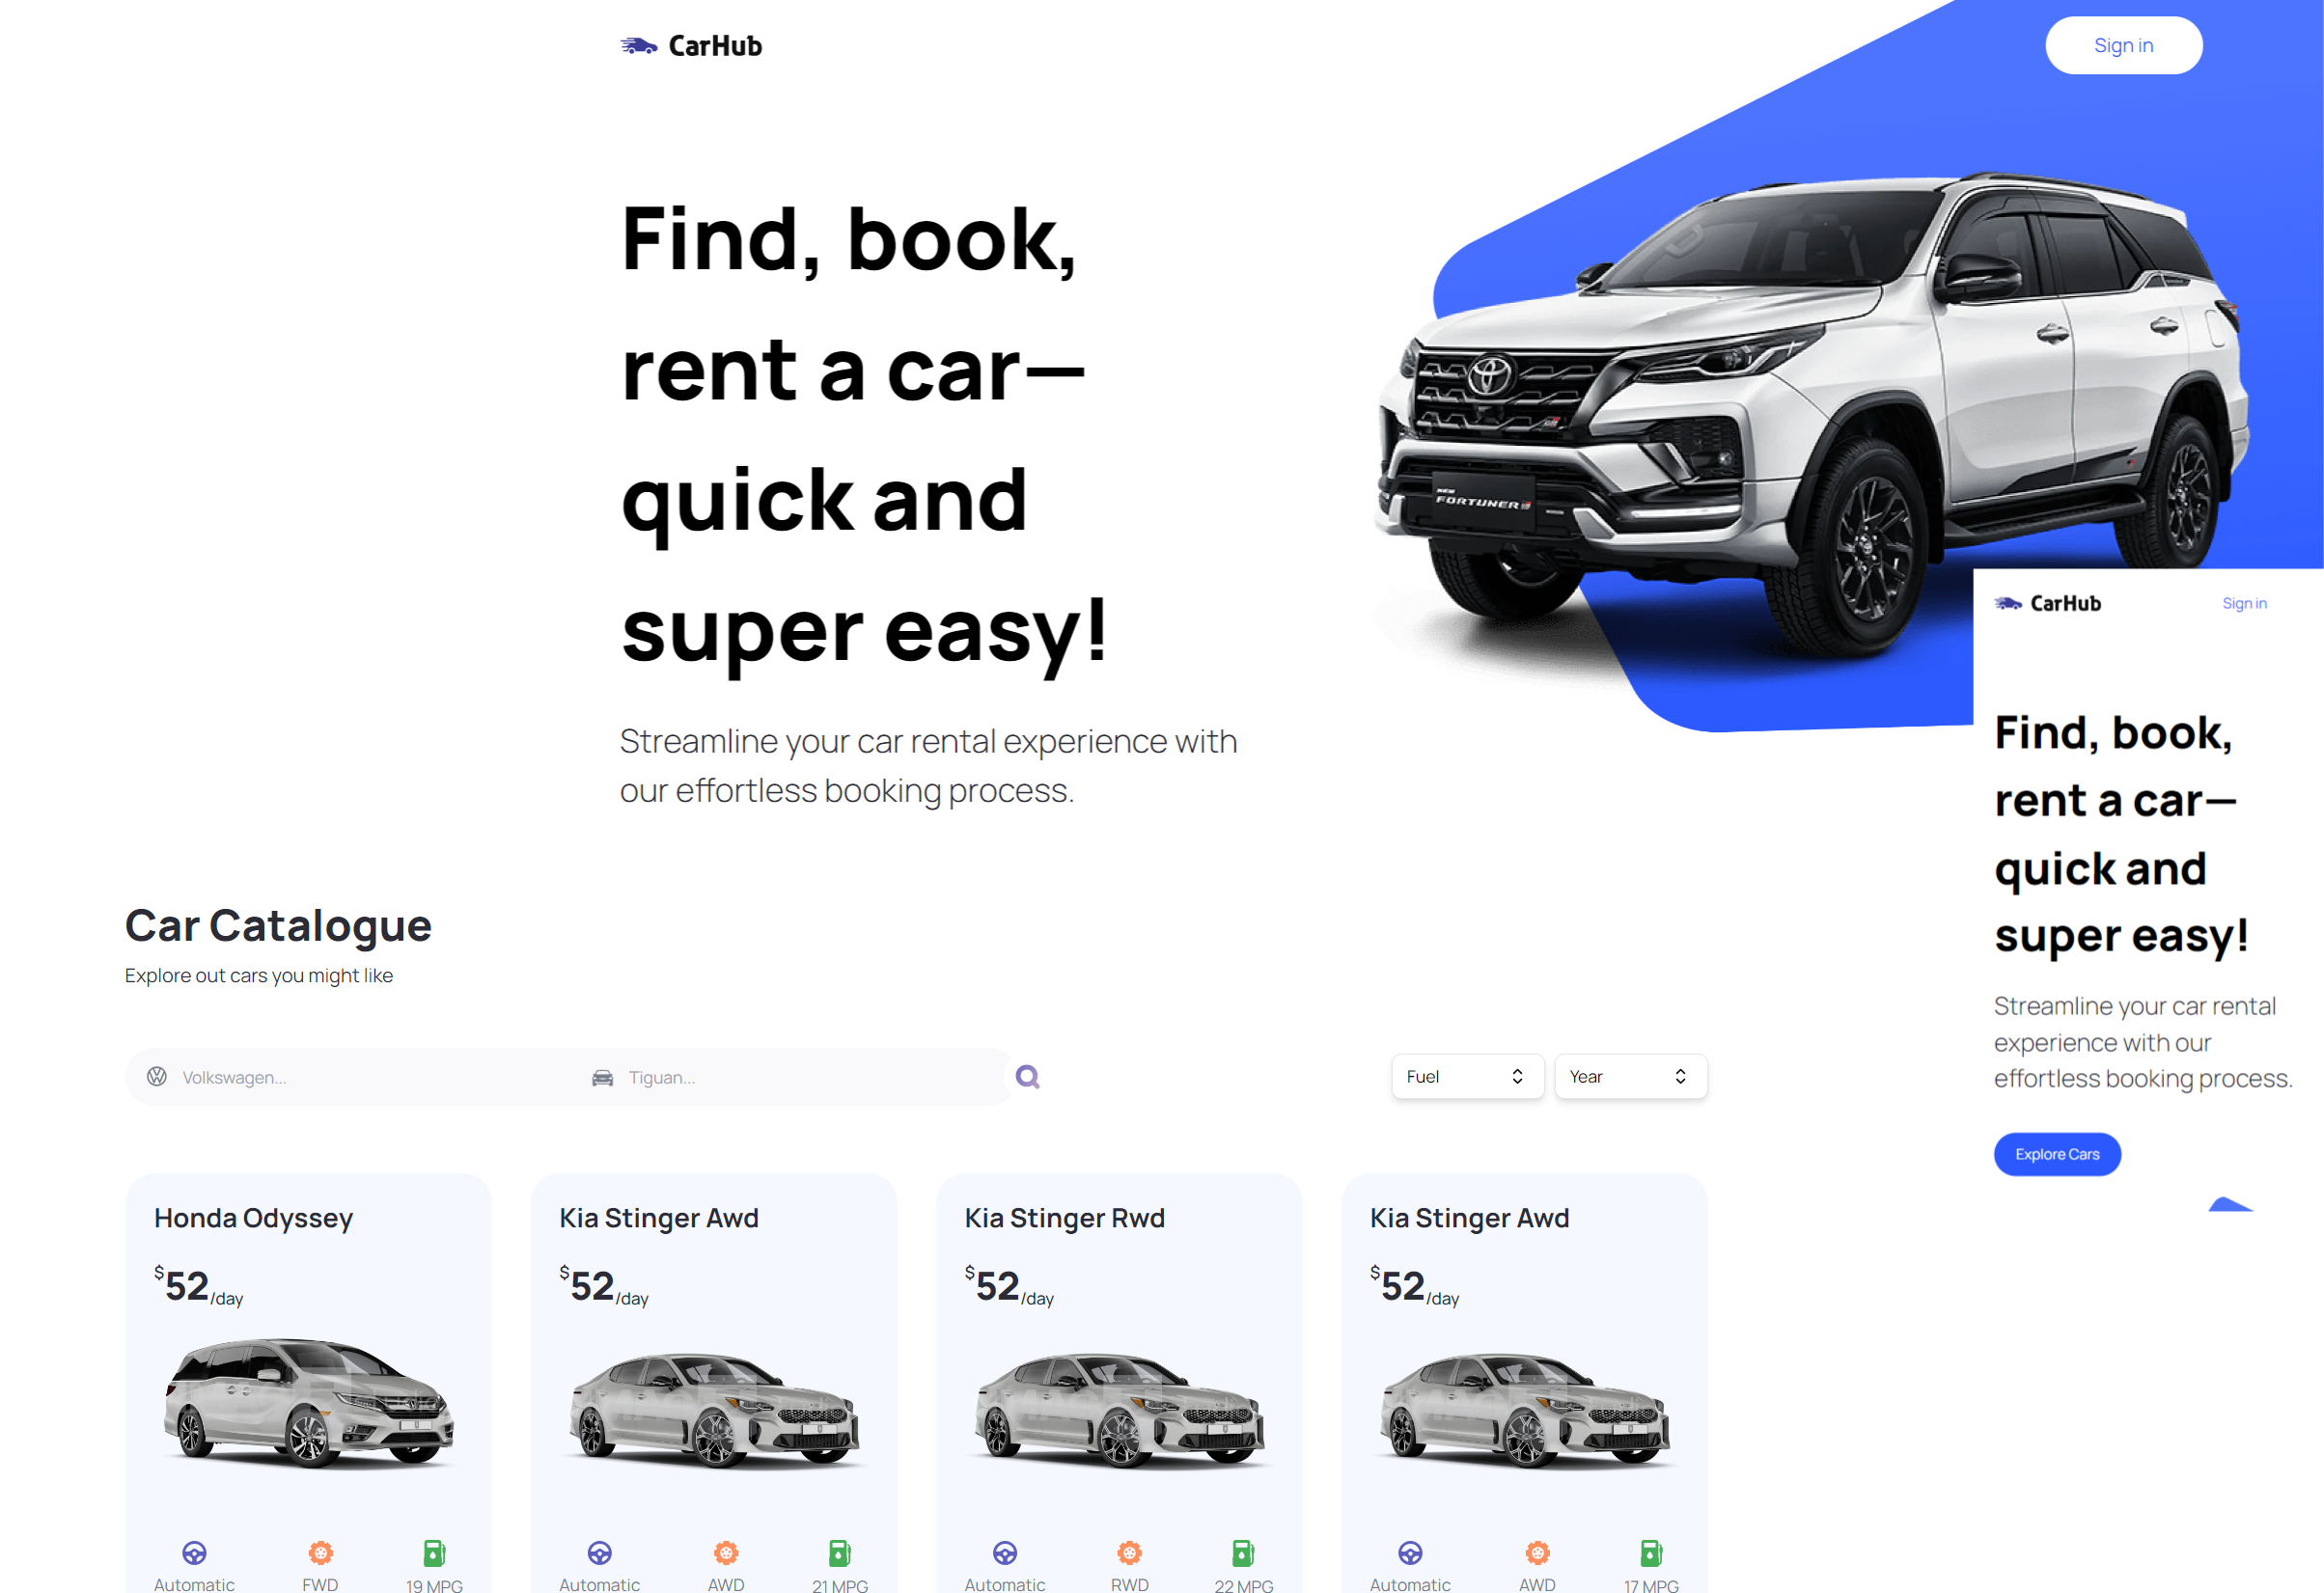 CarHub
Sign in
Find, book,
rent a car—
quick and
super easy!
Streamline your car rental experience with
our effortless booking process.
NEW
FORTUNER
CarHub
Sign in
Find, book,
rent a car—
quick and
super easy!
Streamline your car rental
experience with our
effortless booking process.
Explore Cars
Car Catalogue
Explore out cars you might like
Volkswagen...
Tiguan...
Fuel
Year
Honda Odyssey
$52/day
Automatic
FWD
19 MPG
Kia Stinger Awd
$52/day
Automatic
AWD
21 MPG
Kia Stinger Rwd
$52/day
Automatic
RWD
22 MPG
Kia Stinger Awd
$52/day
Automatic
AWD
17 MPG